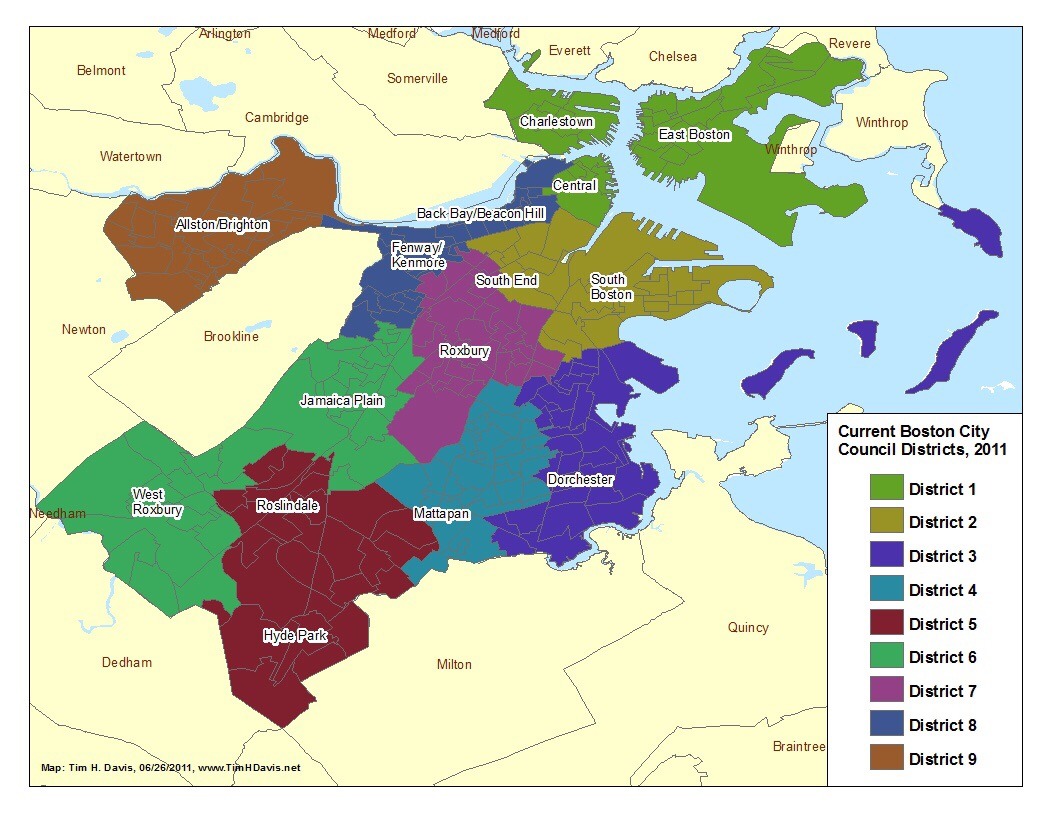 Arlington
Medford
Medford
Everett
Revere
Chelsea
Belmont
Somerville
Cambridge
Charlestown
East Boston
Winthrop
Winthrop
Watertown
Central
Allston/Brighton
Back Bay/Beacon Hill
Fenway/
Kenmore
South End
South
Boston
Newton
Brookline
Roxbury
Jamaica Plain
Dorchester
West
Roxbury
Roslindale
Mattapan
Needham
Hyde Park
Quincy
Dedham
Milton
Braintree
Current Boston City
Council Districts, 2011
District 1
District 2
District 3
District 4
District 5
District 6
District 7
District 8
District 9
Map: Tim H. Davis, 06/26/2011, www.TimHDavis.net